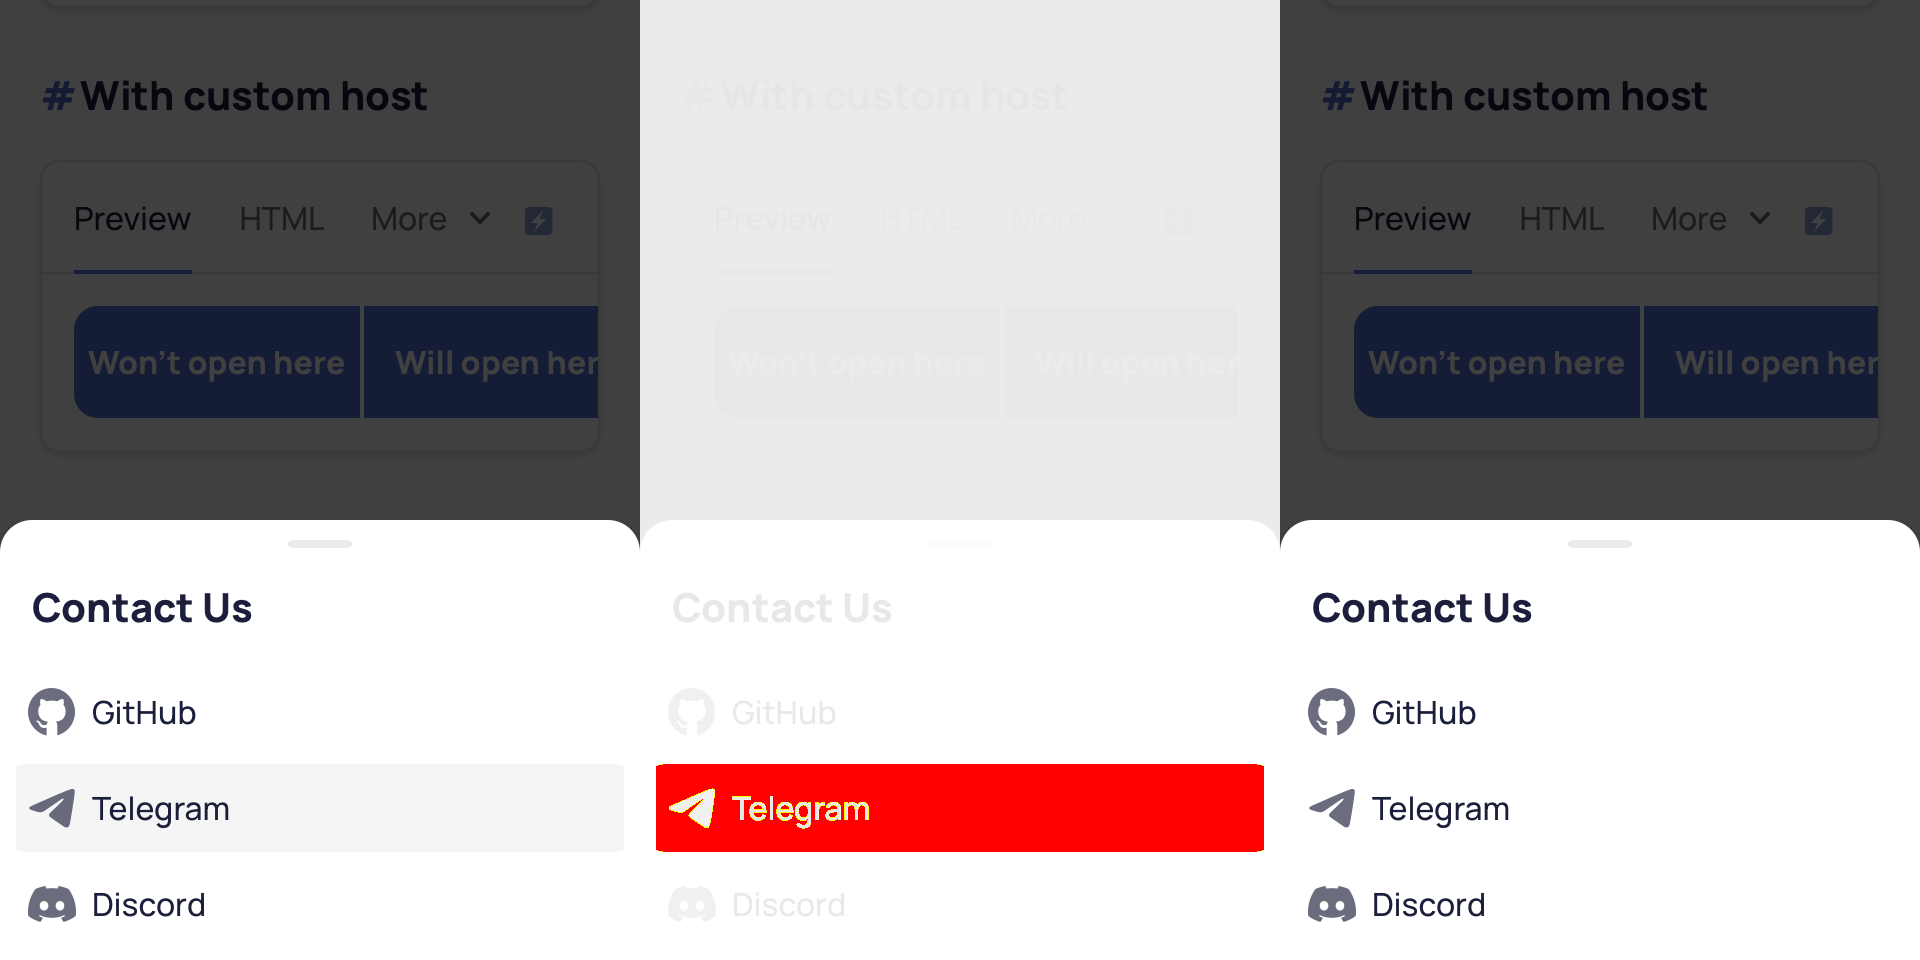 #With custom host
Preview HTML More
Won't open here Will open her
Contact Us
GitHub
Telegram
Discord
#With custom host
Preview HTML More
Won't open here Will open her
Contact Us
GitHub
Telegram
Discord
#With custom host
Preview HTML More
Won't open here Will open her
Contact Us
GitHub
Telegram
Discord